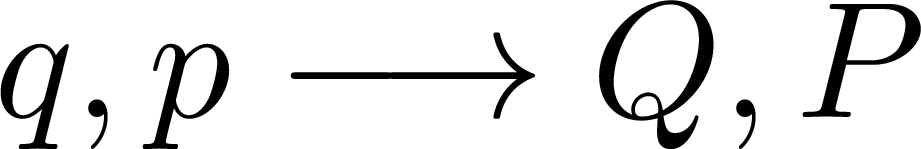 q, p ⟶ Q, P